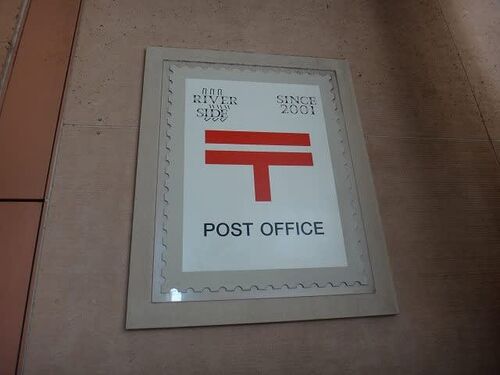 RIVER
SIDE
SINCE
2001
〒
POST OFFICE